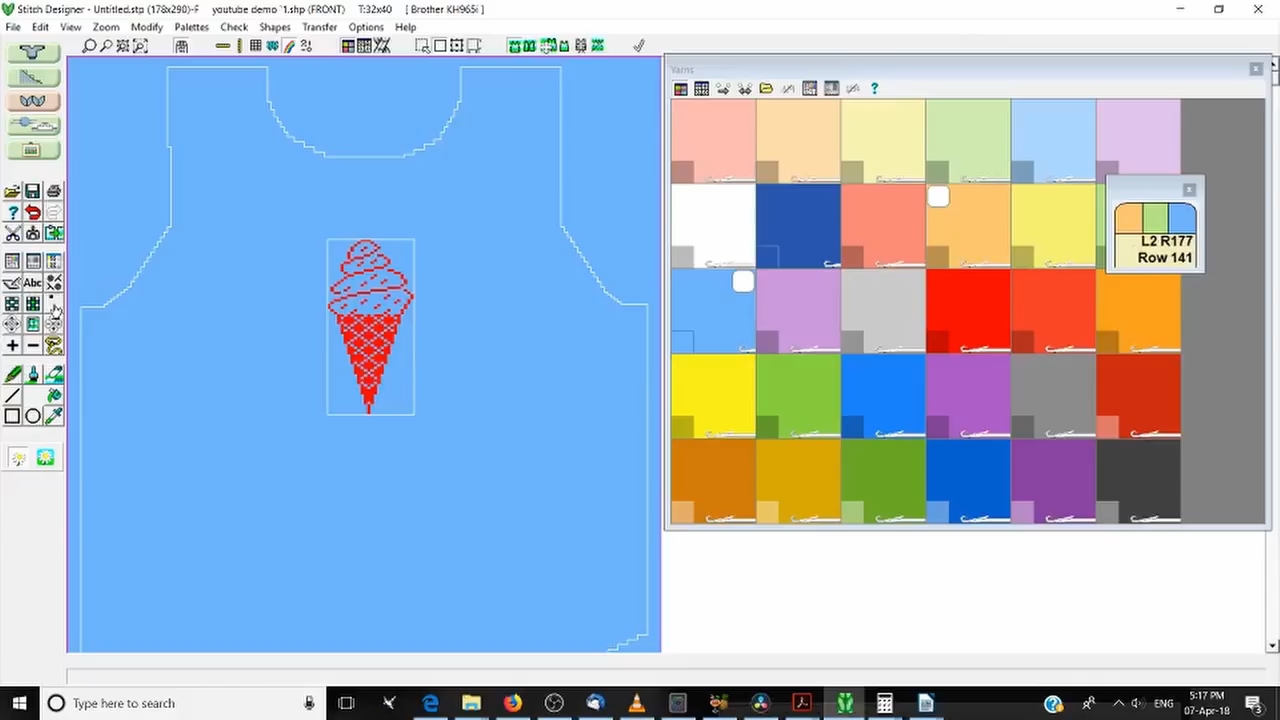 Stitch Designer - Untitled.stp (178x290)-F youtube demo `1.shp (FRONT) T:32x40 [ Brother KH965i ]
File Edit View Zoom Modify Palettes Check Shapes Transfer Options Help
Yarns
L2 R177
Row 141
Abc
Type here to search
ENG
5:17 PM
07-Apr-18
3